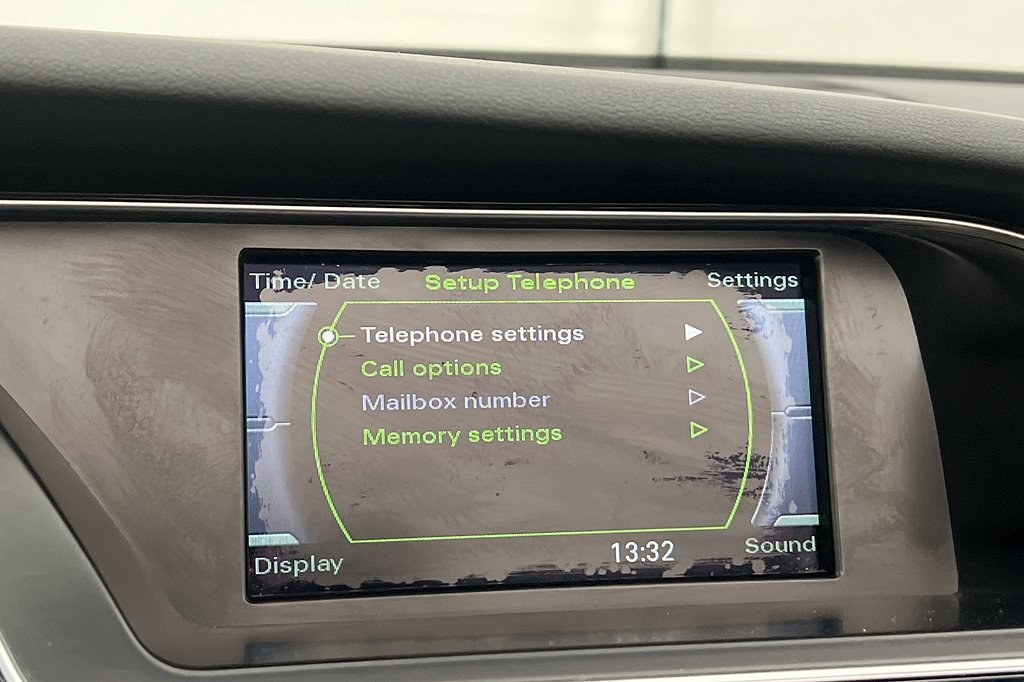 Time/ Date Setup Telephone Settings
Telephone settings
Call options
Mailbox number
Memory settings
Display 13:32 Sound